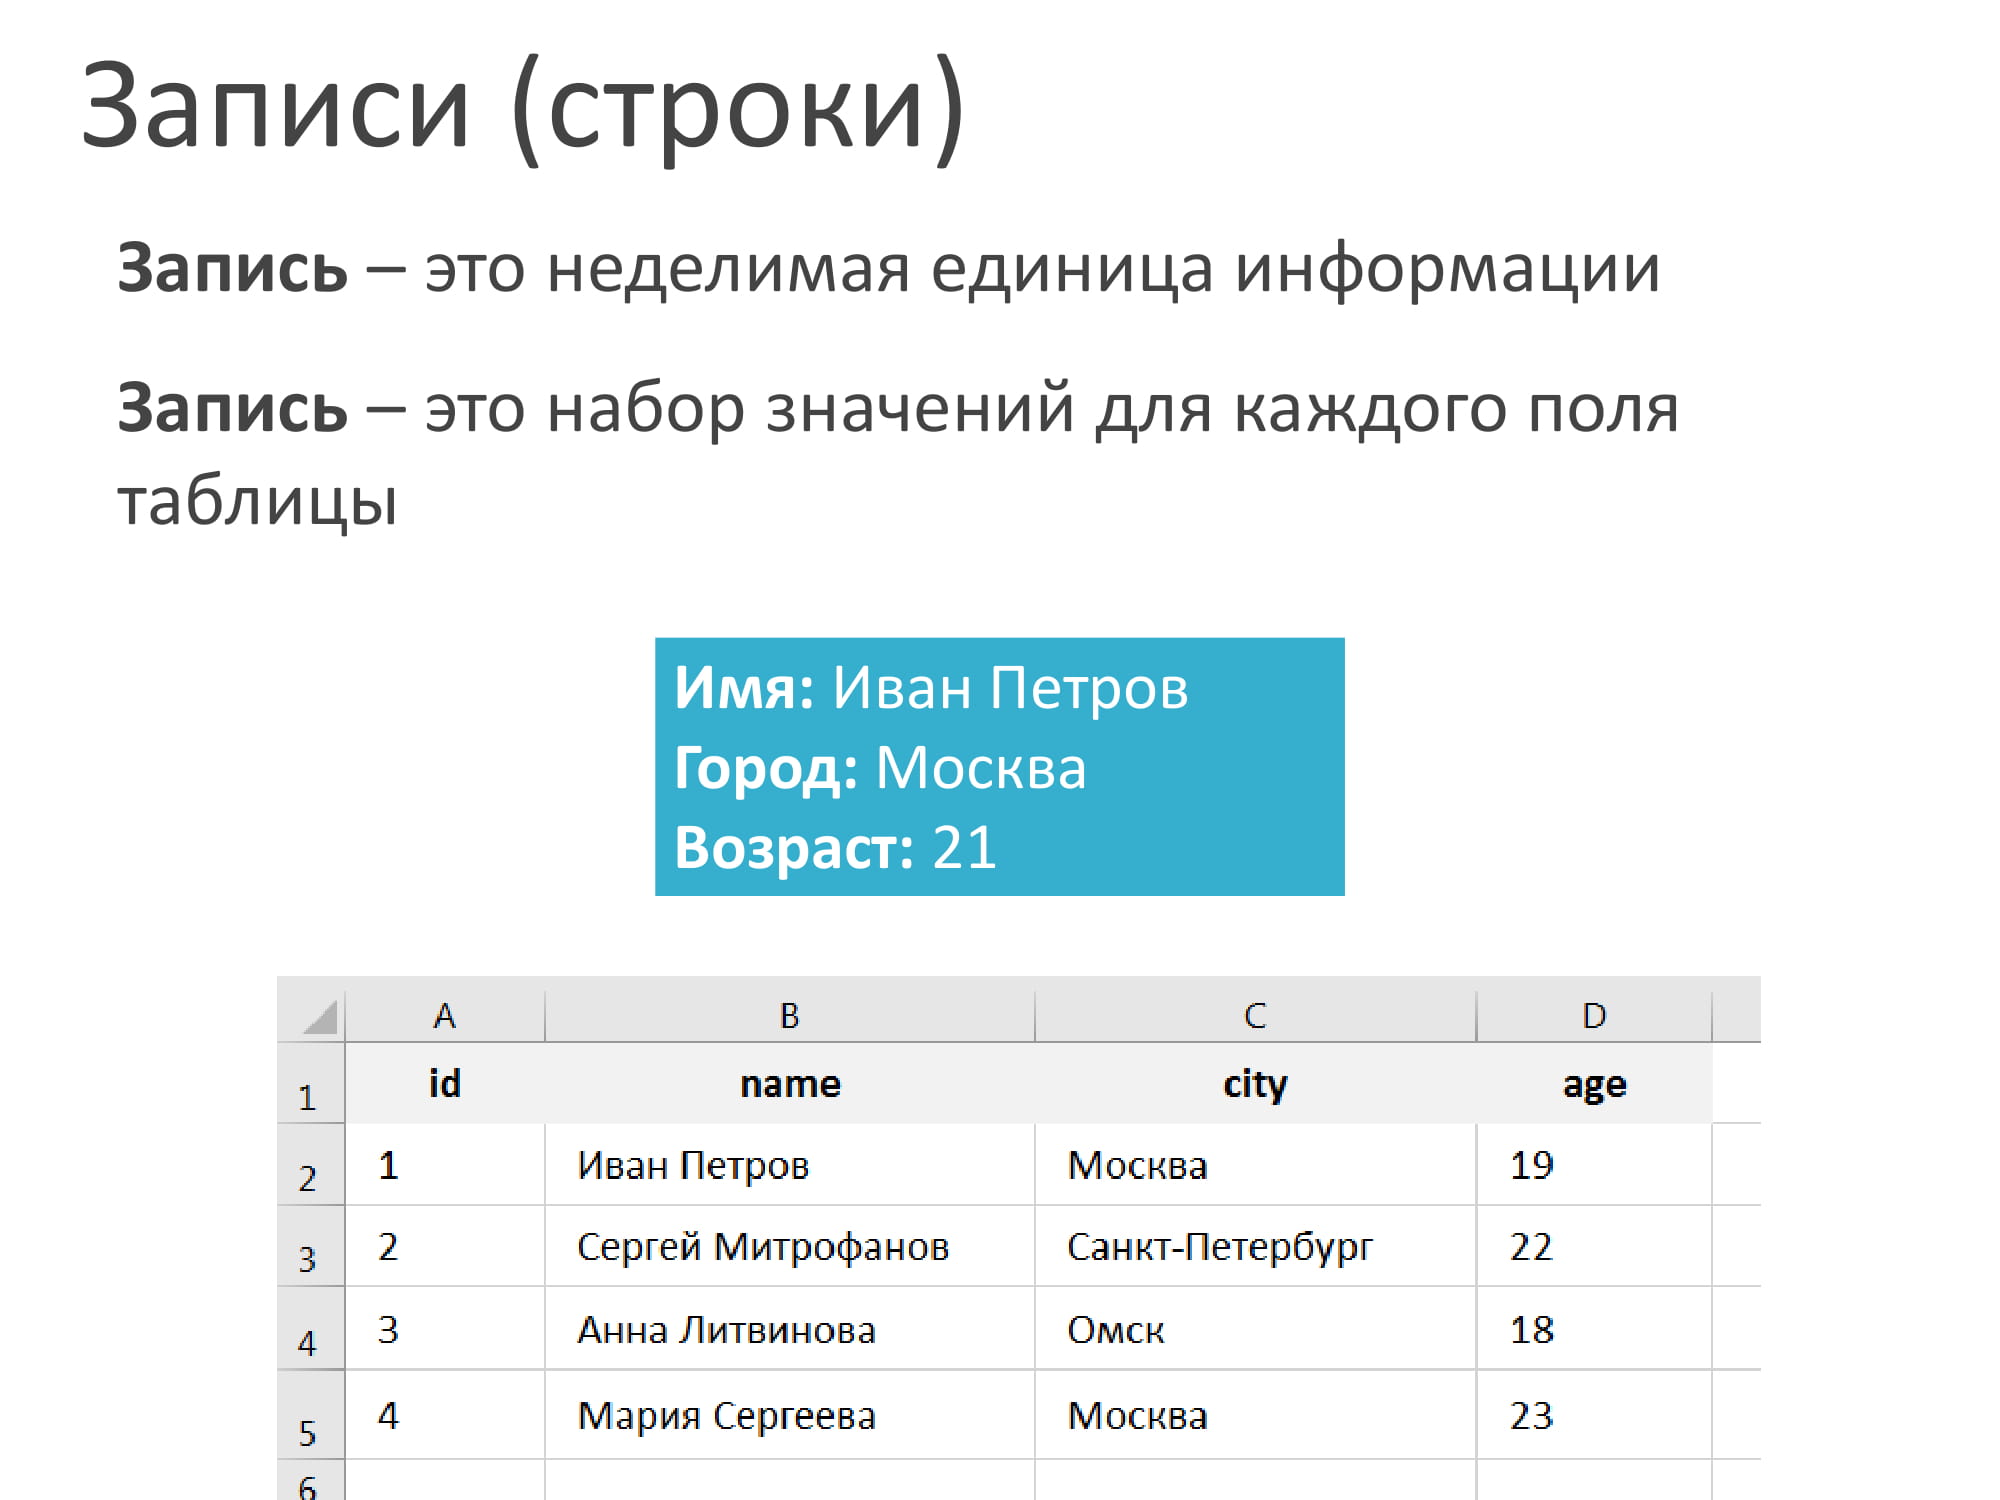 Записи (строки)
Запись – это неделимая единица информации
Запись – это набор значений для каждого поля
таблицы
Имя: Иван Петров
Город: Москва
Возраст: 21
A B C D
1 id name city age
2 1 Иван Петров Москва 19
3 2 Сергей Митрофанов Санкт-Петербург 22
4 3 Анна Литвинова Омск 18
5 4 Мария Сергеева Москва 23
6